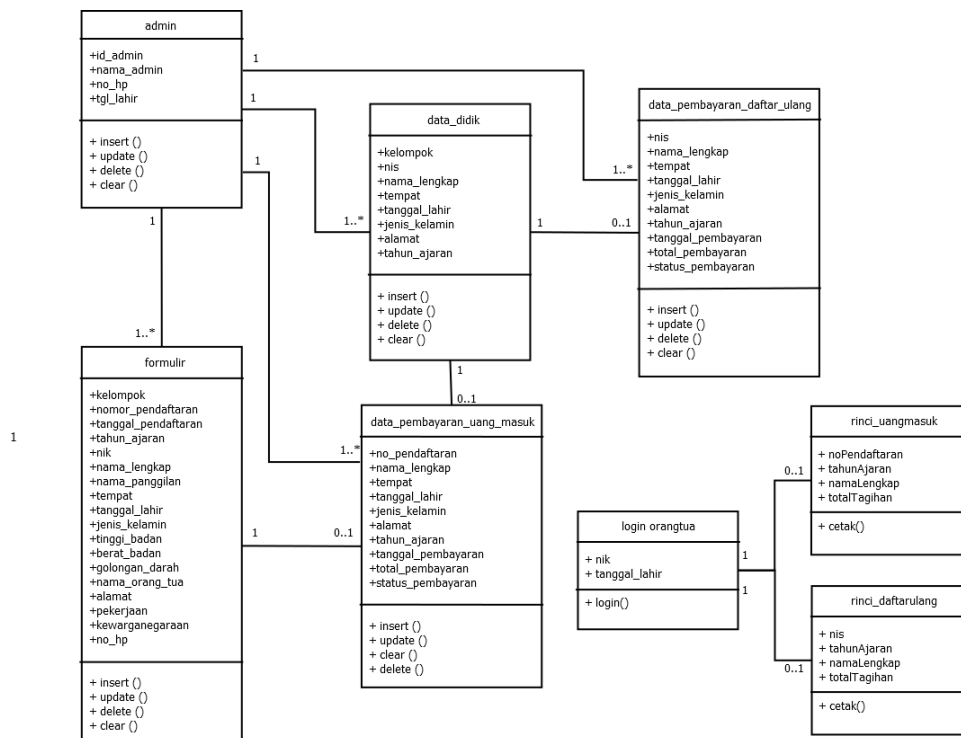 admin
+id_admin
+nama_admin
+no_hp
+tgl_lahir
+ insert ()
+ update ()
+ delete ()
+ clear ()
1
1
1
1
1..*
1..*
1..*
1..*
data_didik
+kelompok
+nis
+nama_lengkap
+tempat
+tanggal_lahir
+jenis_kelamin
+alamat
+tahun_ajaran
+ insert ()
+ update ()
+ delete ()
+ clear ()
1
0..1
1
0..1
data_pembayaran_daftar_ulang
+nis
+nama_lengkap
+tempat
+tanggal_lahir
+jenis_kelamin
+alamat
+tahun_ajaran
+tanggal_pembayaran
+total_pembayaran
+status_pembayaran
+ insert ()
+ update ()
+ delete ()
+ clear ()
1
formulir
+kelompok
+nomor_pendaftaran
+tanggal_pendaftaran
+tahun_ajaran
+nik
+nama_lengkap
+nama_panggilan
+tempat
+tanggal_lahir
+jenis_kelamin
+tinggi_badan
+berat_badan
+golongan_darah
+nama_orang_tua
+alamat
+pekerjaan
+kewarganegaraan
+no_hp
+ insert ()
+ update ()
+ delete ()
+ clear ()
1
0..1
data_pembayaran_uang_masuk
+no_pendaftaran
+nama_lengkap
+tempat
+tanggal_lahir
+jenis_kelamin
+alamat
+tahun_ajaran
+tanggal_pembayaran
+total_pembayaran
+status_pembayaran
+ insert ()
+ update ()
+ clear ()
+ delete ()
login orangtua
+ nik
+ tanggal_lahir
+ login()
1
1
0..1
0..1
rinci_uangmasuk
+ noPendaftaran
+ tahunAjaran
+ namaLengkap
+ totalTagihan
+ cetak()
rinci_daftarulang
+ nis
+ tahunAjaran
+ namaLengkap
+ totalTagihan
+ cetak()